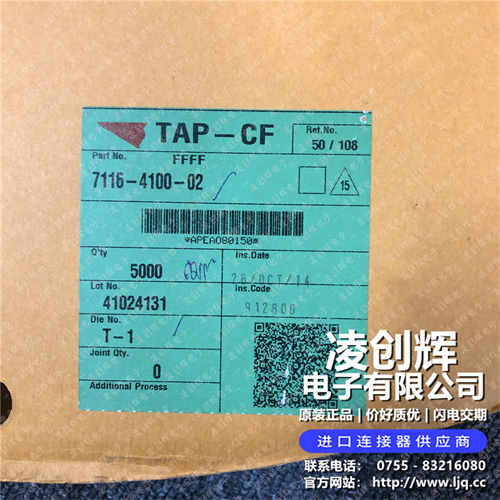 TAP-CF
Ref.No.
50 / 108
Part No.
FFFF
7116-4100-02
15
*APEA080150*
Q'ty
5000
Ins.Date
28/OCT/14
Lot No.
41024131
Ins.Code
912800
Die No.
T-1
Joint Qty.
0
Additional Process
凌创辉
电子有限公司
原装正品 | 价好质优 | 闪电交期
进口连接器供应商
联系电话： 0755 - 83216080
官方网站： www.ljq.cc